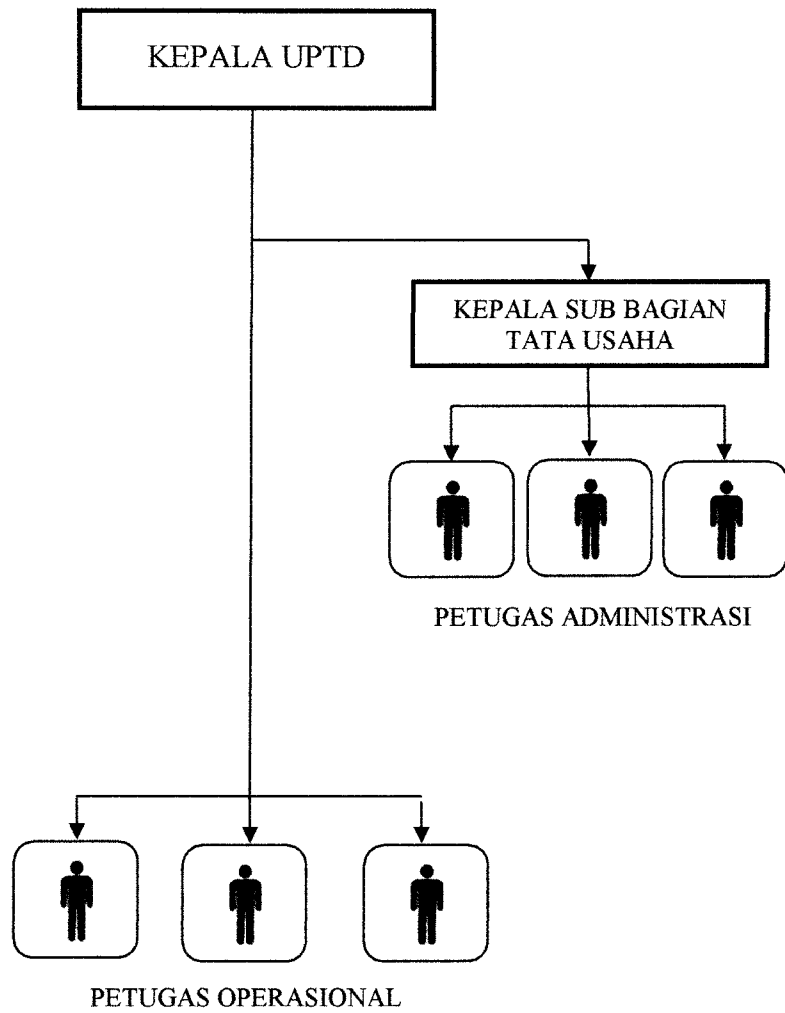 KEPALA UPTD
KEPALA SUB BAGIAN
TATA USAHA
PETUGAS ADMINISTRASI
PETUGAS OPERASIONAL